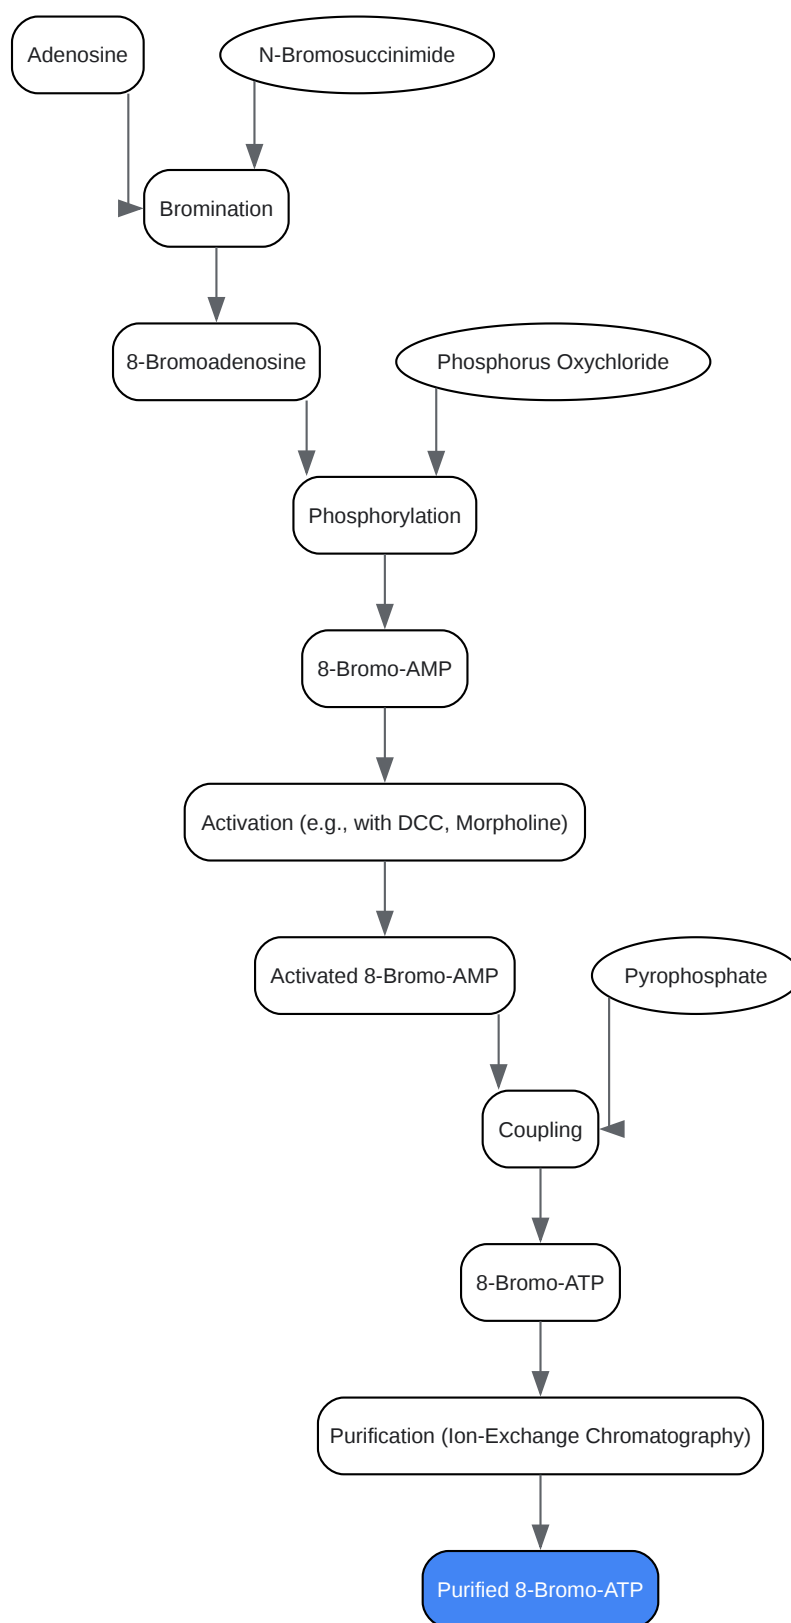 Adenosine
N-Bromosuccinimide
Bromination
8-Bromoadenosine
Phosphorus Oxychloride
Phosphorylation
8-Bromo-AMP
Activation (e.g., with DCC, Morpholine)
Activated 8-Bromo-AMP
Pyrophosphate
Coupling
8-Bromo-ATP
Purification (Ion-Exchange Chromatography)
Purified 8-Bromo-ATP